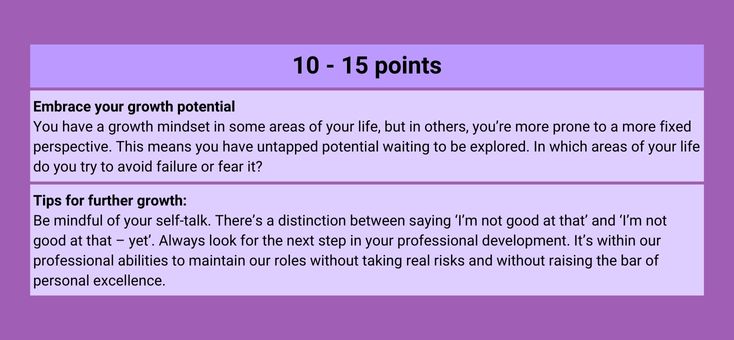 10 - 15 points
Embrace your growth potential
You have a growth mindset in some areas of your life, but in others, you’re more prone to a more fixed
perspective. This means you have untapped potential waiting to be explored. In which areas of your life
do you try to avoid failure or fear it?
Tips for further growth:
Be mindful of your self-talk. There’s a distinction between saying ‘I’m not good at that’ and ‘I’m not
good at that – yet’. Always look for the next step in your professional development. It’s within our
professional abilities to maintain our roles without taking real risks and without raising the bar of
personal excellence.